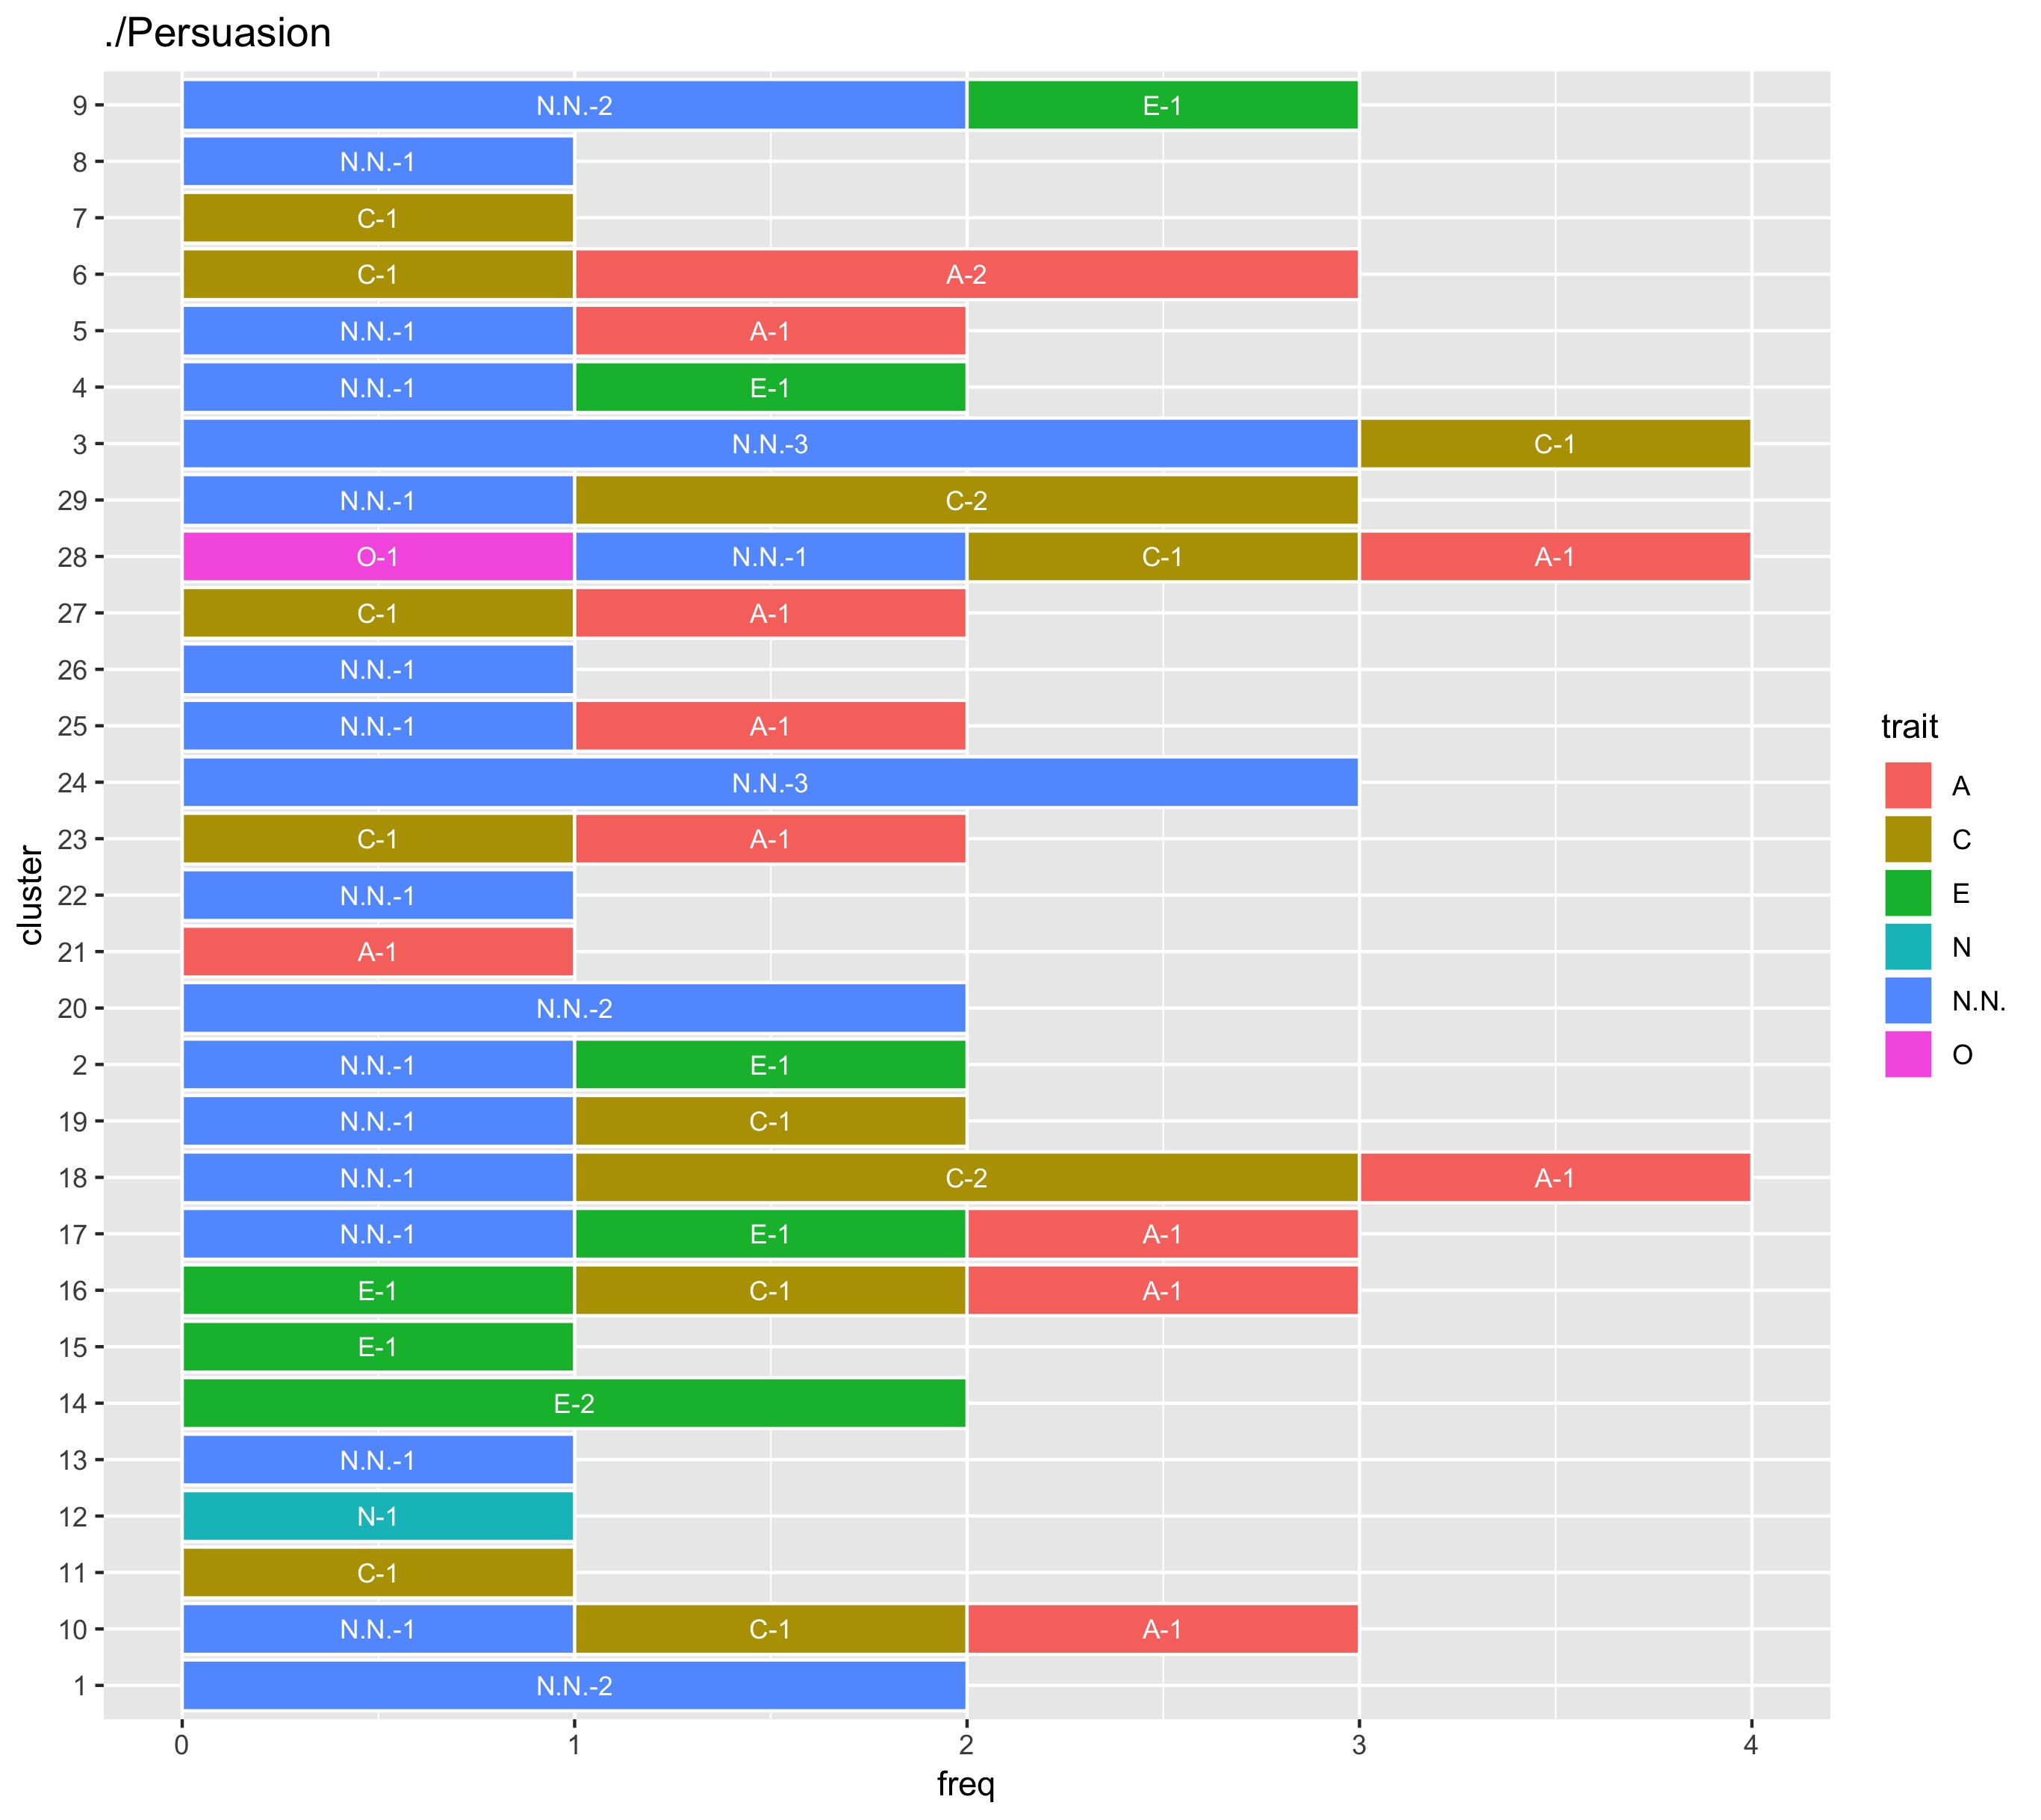 ./Persuasion
9 N.N.-2 E-1
8 N.N.-1
7 C-1
6 C-1 A-2
5 N.N.-1 A-1
4 N.N.-1 E-1
3 N.N.-3 C-1
29 N.N.-1 C-2
28 O-1 N.N.-1 C-1 A-1
27 C-1 A-1
26 N.N.-1
25 N.N.-1 A-1
24 N.N.-3
23 C-1 A-1
22 N.N.-1
21 A-1
20 N.N.-2
2 N.N.-1 E-1
19 N.N.-1 C-1
18 N.N.-1 C-2 A-1
17 N.N.-1 E-1 A-1
16 E-1 C-1 A-1
15 E-1
14 E-2
13 N.N.-1
12 N-1
11 C-1
10 N.N.-1 C-1 A-1
1 N.N.-2
0 1 2 3 4
freq
cluster
trait
A
C
E
N
N.N.
O